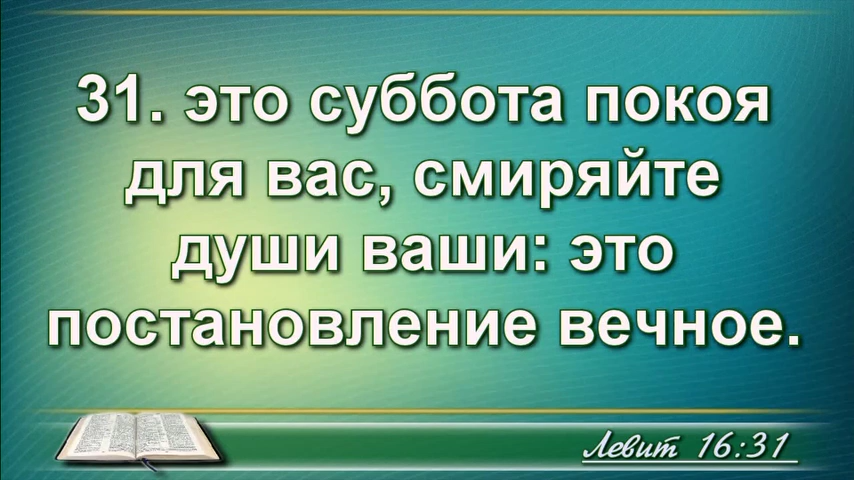 31. это суббота покоя
для вас, смиряйте
души ваши: это
постановление вечное.
Левит 16:31